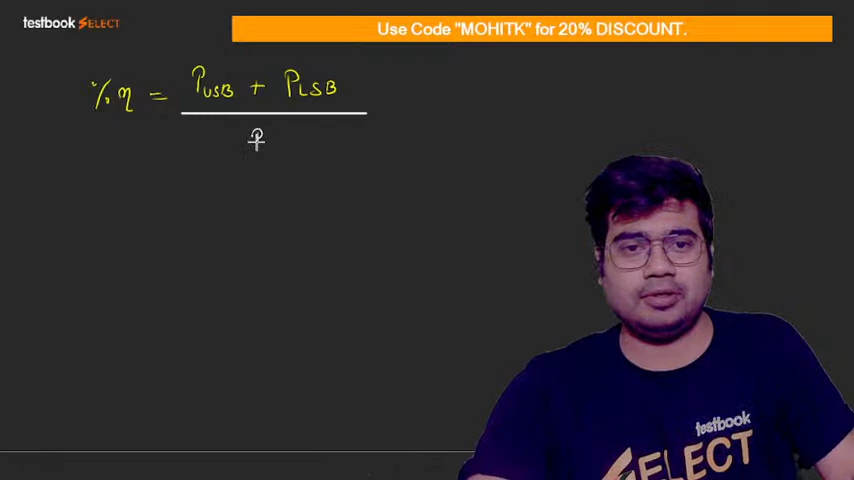 testbook SELECT
Use Code "MOHITK" for 20% DISCOUNT.
% η = P_USB + P_LSB
P
testbook
SELECT